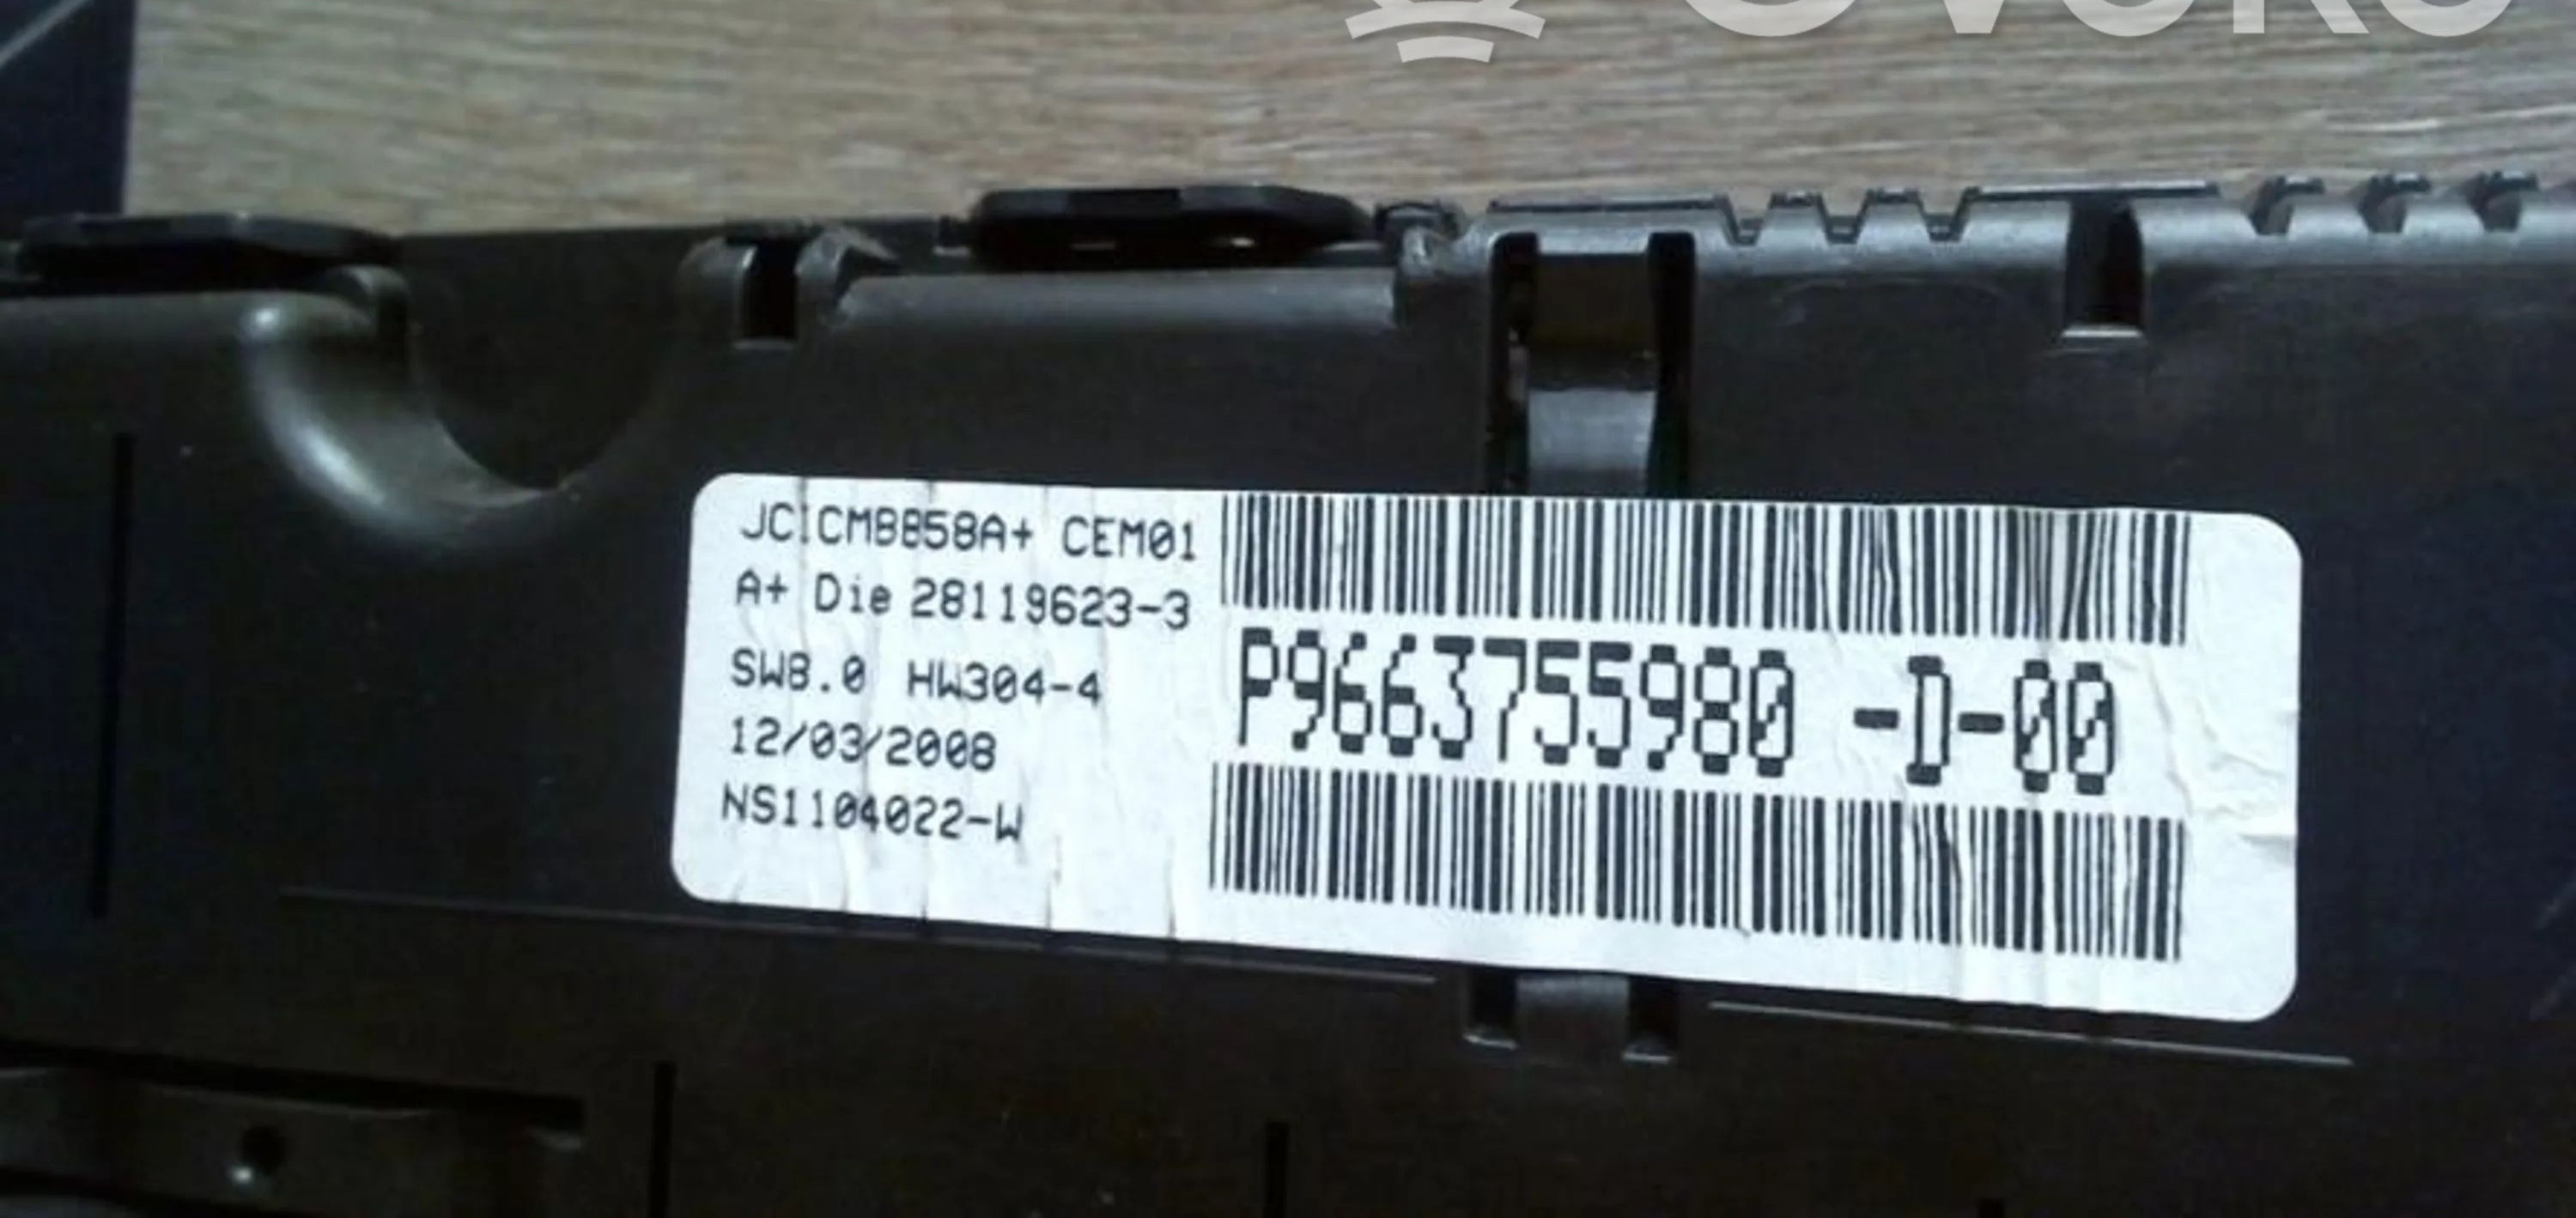 JCICMB858A+ CEM01
A+ Die 28119623-3
SW8.0 HW304-4
12/03/2008
NS1104022-W
P9663755980 -D-00